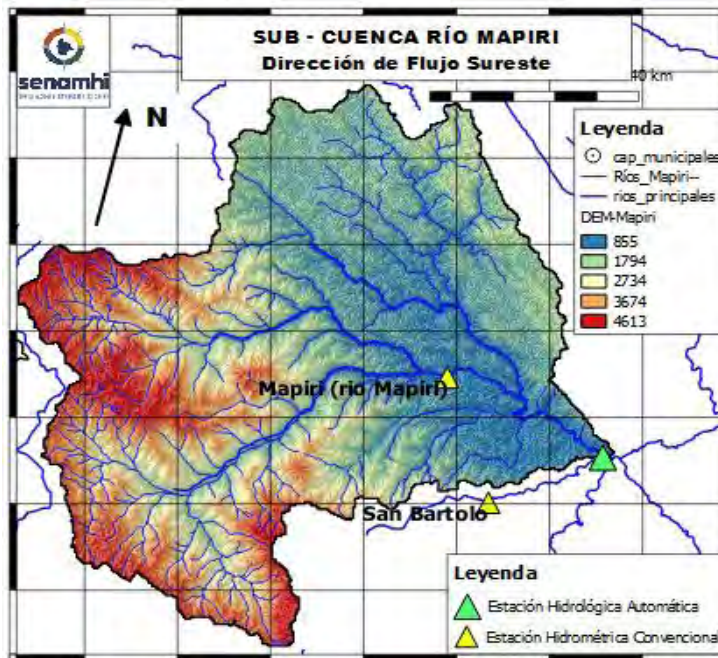 senamhi
SUB - CUENCA RÍO MAPIRI
Dirección de Flujo Sureste
40 km
N
Leyenda
cap_municipales
Ríos_Mapiri--
rios_principales
DEM-Mapiri
855
1794
2734
3674
4613
Mapiri (rio Mapiri)
San Bartolo
Leyenda
Estación Hidrológica Automática
Estación Hidrométrica Convencional